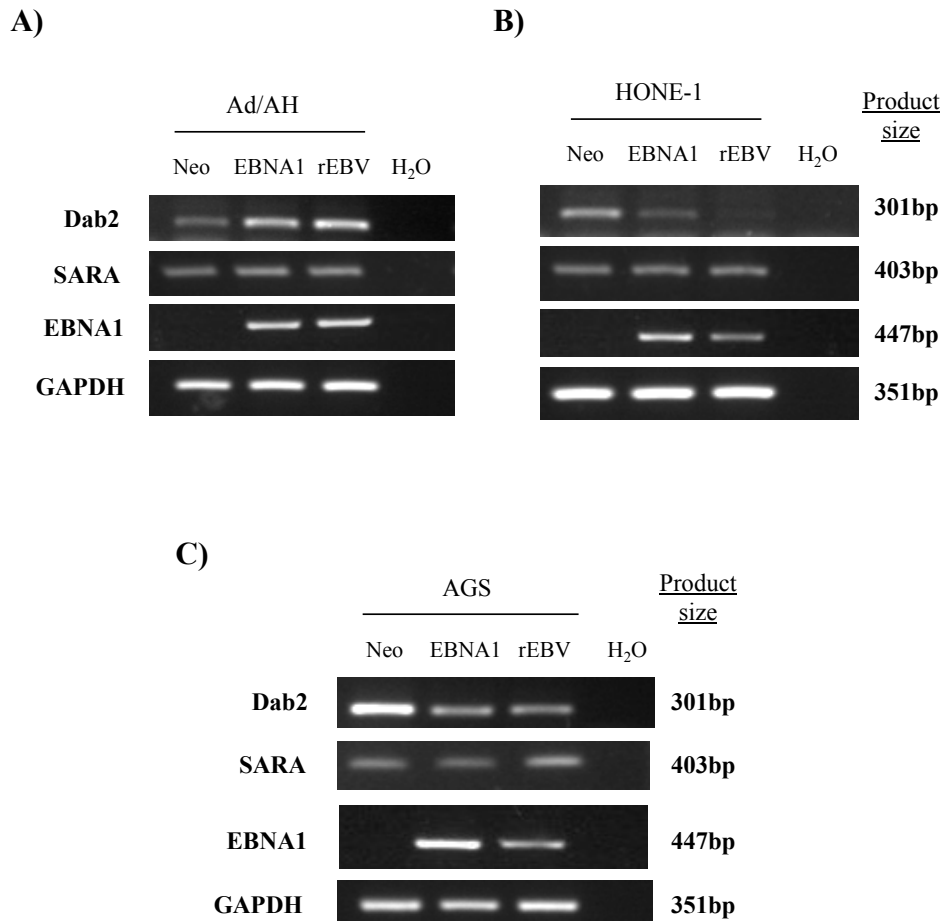 A)
Ad/AH
Neo EBNA1 rEBV H₂O
Dab2
SARA
EBNA1
GAPDH
B)
HONE-1
Product size
Neo EBNA1 rEBV H₂O
301bp
403bp
447bp
351bp
C)
AGS
Product size
Neo EBNA1 rEBV H₂O
Dab2 301bp
SARA 403bp
EBNA1 447bp
GAPDH 351bp